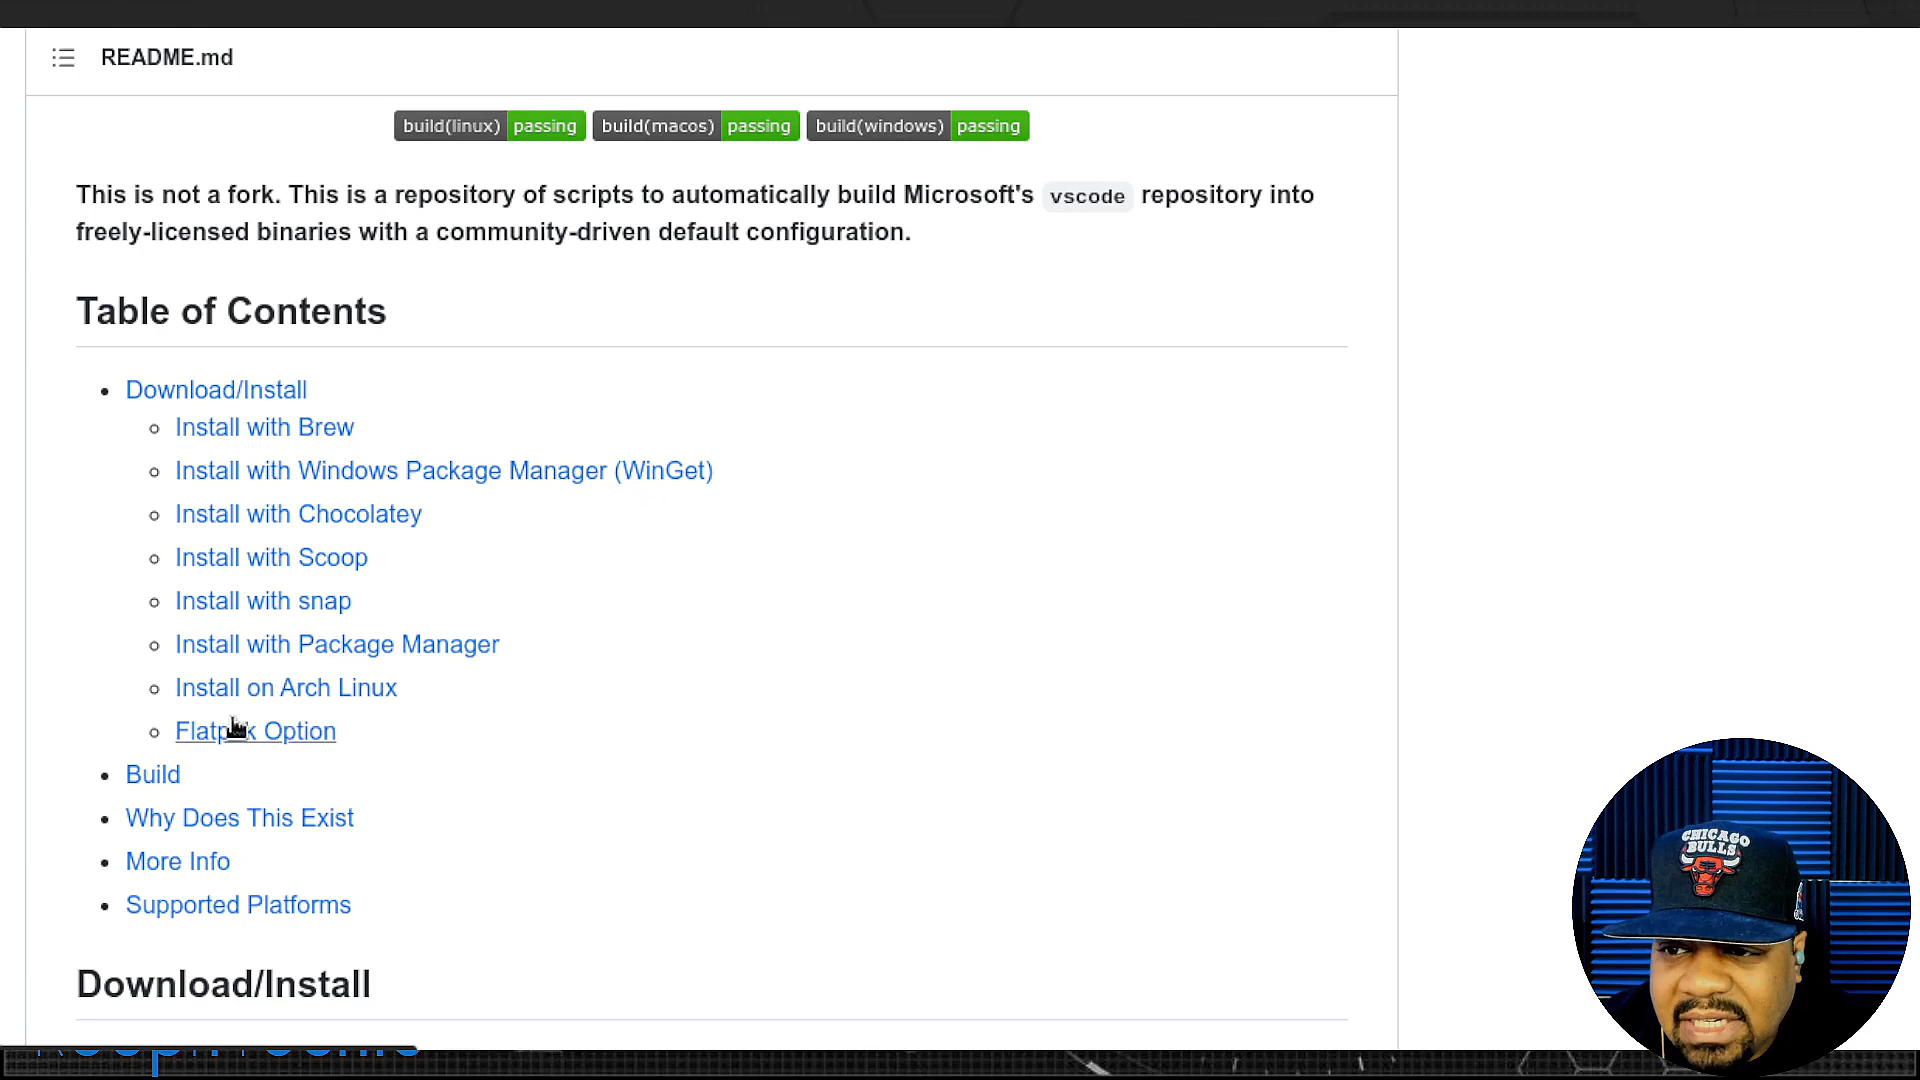 README.md
build(linux) passing build(macos) passing build(windows) passing
This is not a fork. This is a repository of scripts to automatically build Microsoft's vscode repository into
freely-licensed binaries with a community-driven default configuration.
Table of Contents
Download/Install
Install with Brew
Install with Windows Package Manager (WinGet)
Install with Chocolatey
Install with Scoop
Install with snap
Install with Package Manager
Install on Arch Linux
Flatpak Option
Build
Why Does This Exist
More Info
Supported Platforms
CHICAGO
BULLS
Download/Install